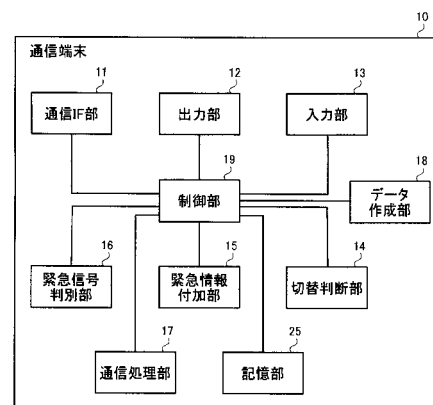 10
通信端末
11
通信IF部
12
出力部
13
入力部
19
制御部
18
データ
作成部
16
緊急信号
判別部
15
緊急情報
付加部
14
切替判断部
17
通信処理部
25
記憶部